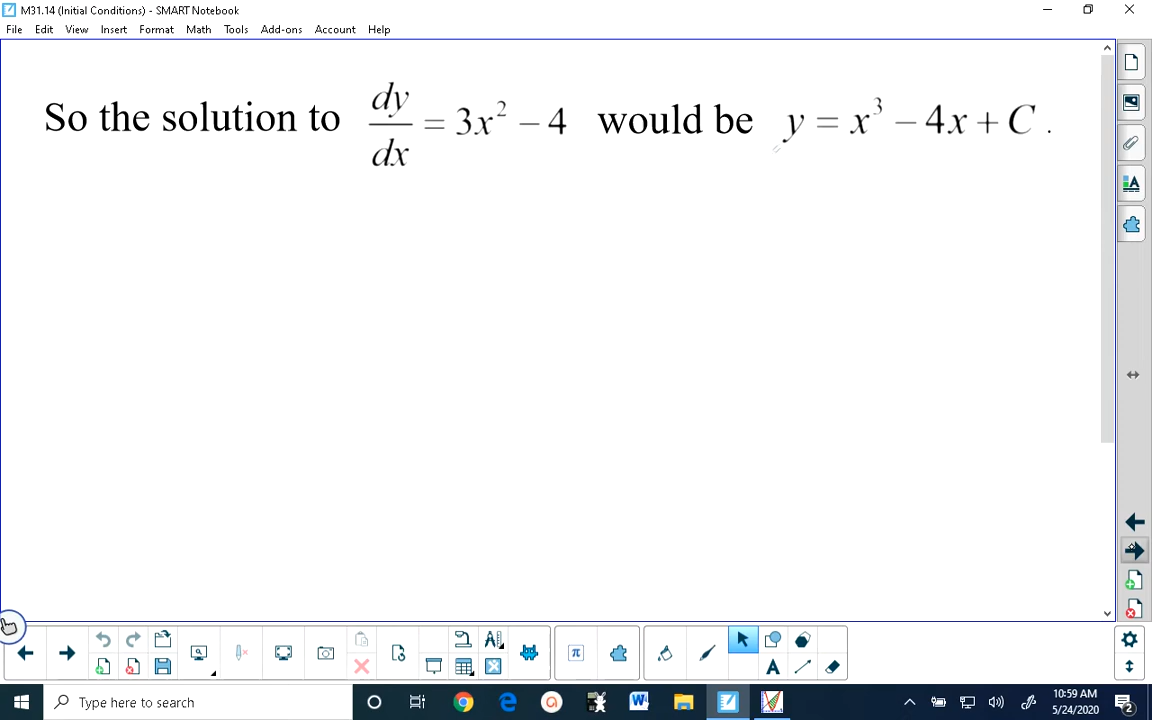 M31.14 (Initial Conditions) - SMART Notebook
File Edit View Insert Format Math Tools Add-ons Account Help
So the solution to dy/dx = 3x² – 4 would be y = x³ – 4x + C .
Type here to search
10:59 AM
5/24/2020
2